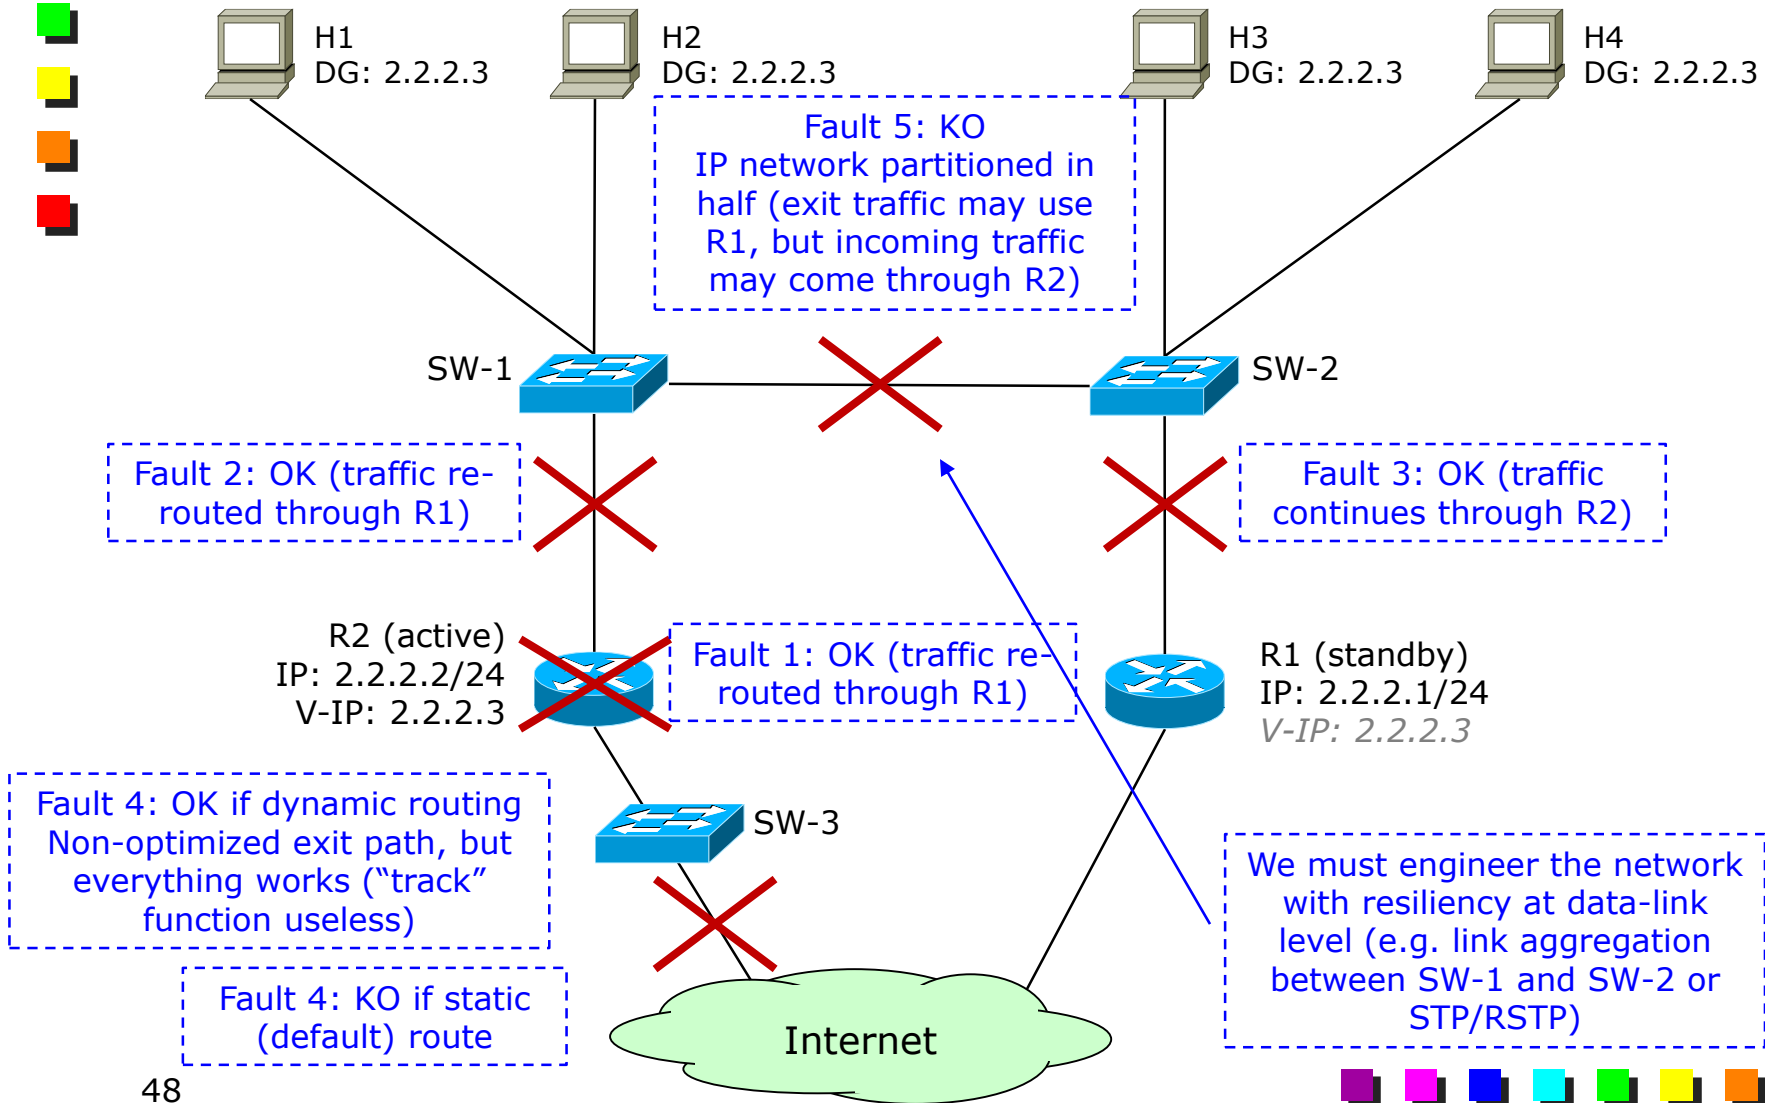 H1
DG: 2.2.2.3
H2
DG: 2.2.2.3
H3
DG: 2.2.2.3
H4
DG: 2.2.2.3
Fault 5: KO
IP network partitioned in
half (exit traffic may use
R1, but incoming traffic
may come through R2)
SW-1
SW-2
Fault 2: OK (traffic re-
routed through R1)
Fault 3: OK (traffic
continues through R2)
R2 (active)
IP: 2.2.2.2/24
V-IP: 2.2.2.3
Fault 1: OK (traffic re-
routed through R1)
R1 (standby)
IP: 2.2.2.1/24
V-IP: 2.2.2.3
Fault 4: OK if dynamic routing
Non-optimized exit path, but
everything works (“track”
function useless)
SW-3
We must engineer the network
with resiliency at data-link
level (e.g. link aggregation
between SW-1 and SW-2 or
STP/RSTP)
Fault 4: KO if static
(default) route
Internet
48